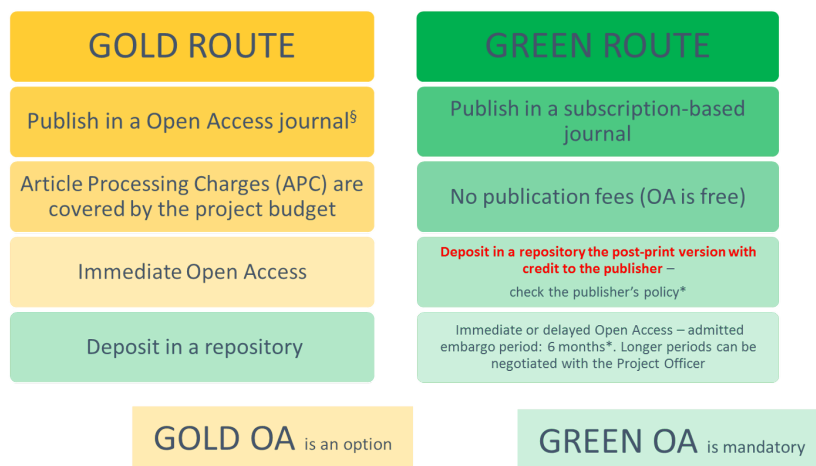 GOLD ROUTE
Publish in a Open Access journal§
Article Processing Charges (APC) are
covered by the project budget
Immediate Open Access
Deposit in a repository
GOLD OA is an option
GREEN ROUTE
Publish in a subscription-based
journal
No publication fees (OA is free)
Deposit in a repository the post-print version with
credit to the publisher –
check the publisher's policy*
Immediate or delayed Open Access – admitted
embargo period: 6 months*. Longer periods can be
negotiated with the Project Officer
GREEN OA is mandatory